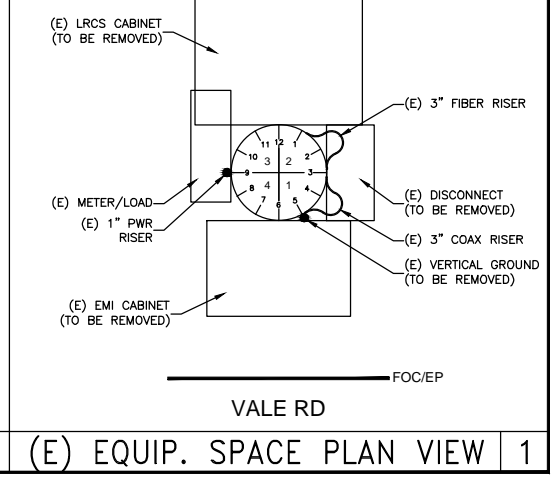 (E) LRCS CABINET
(TO BE REMOVED)
(E) 3" FIBER RISER
11 12 1
10 2
3 2
9 3
4 1
8 4
7 6 5
(E) METER/LOAD
(E) 1" PWR
RISER
(E) DISCONNECT
(TO BE REMOVED)
(E) 3" COAX RISER
(E) VERTICAL GROUND
(TO BE REMOVED)
(E) EMI CABINET
(TO BE REMOVED)
FOC/EP
VALE RD
(E) EQUIP. SPACE PLAN VIEW 1